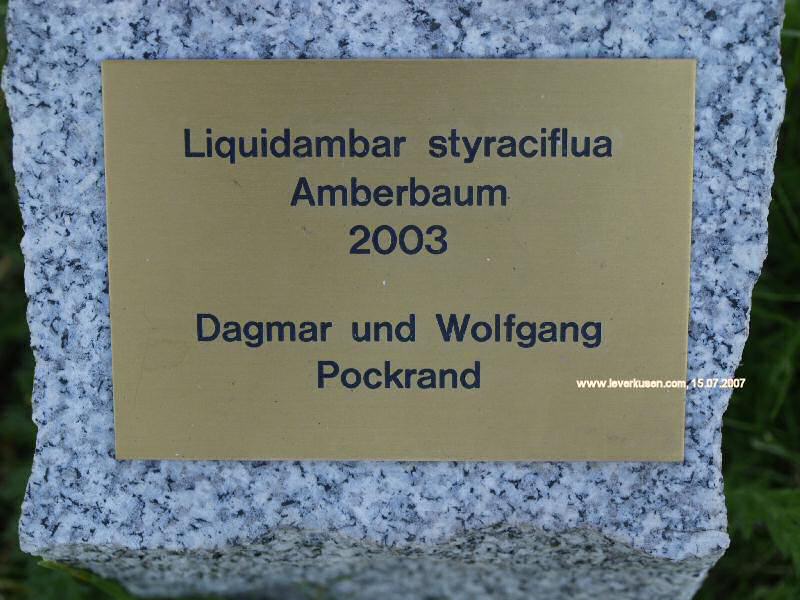 Liquidambar styraciflua
Amberbaum
2003
Dagmar und Wolfgang
Pockrand
www.leverkusen.com, 15.07.2007